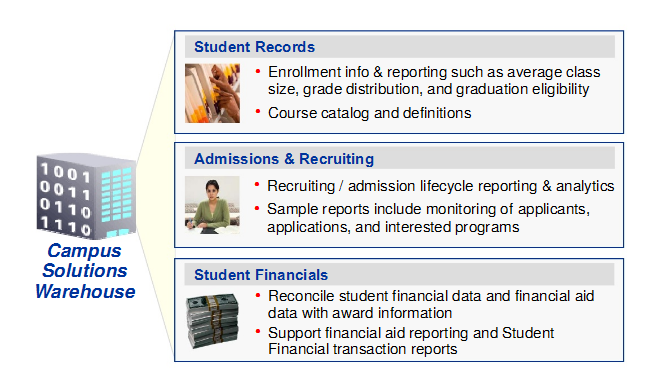 Student Records
• Enrollment info & reporting such as average class
size, grade distribution, and graduation eligibility
• Course catalog and definitions
Admissions & Recruiting
• Recruiting / admission lifecycle reporting & analytics
• Sample reports include monitoring of applicants,
applications, and interested programs
1001
0011
0110
1110
Campus
Solutions
Warehouse
Student Financials
• Reconcile student financial data and financial aid
data with award information
• Support financial aid reporting and Student
Financial transaction reports